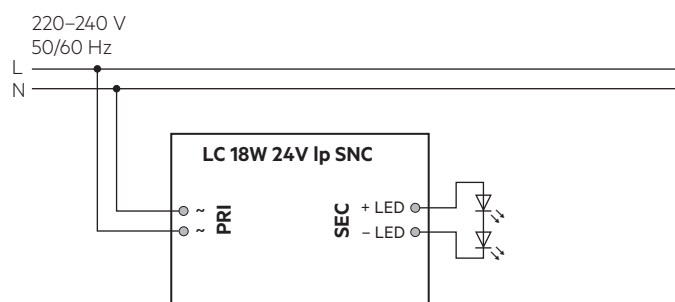 220–240 V
50/60 Hz
L
N
LC 18W 24V lp SNC
~
~
PRI
SEC
+ LED
– LED